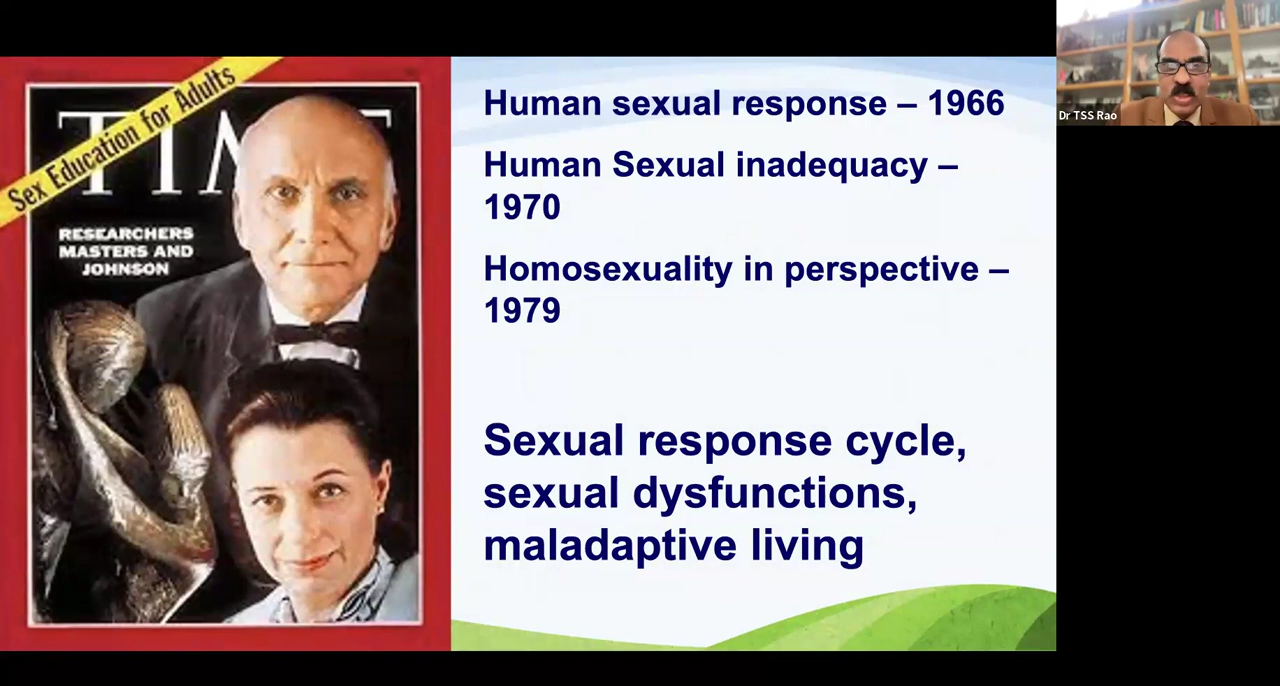 Sex Education for Adults
TIM
RESEARCHERS
MASTERS AND
JOHNSON
Human sexual response – 1966
Human Sexual inadequacy –
1970
Homosexuality in perspective –
1979
Sexual response cycle,
sexual dysfunctions,
maladaptive living
Dr TSS Rao